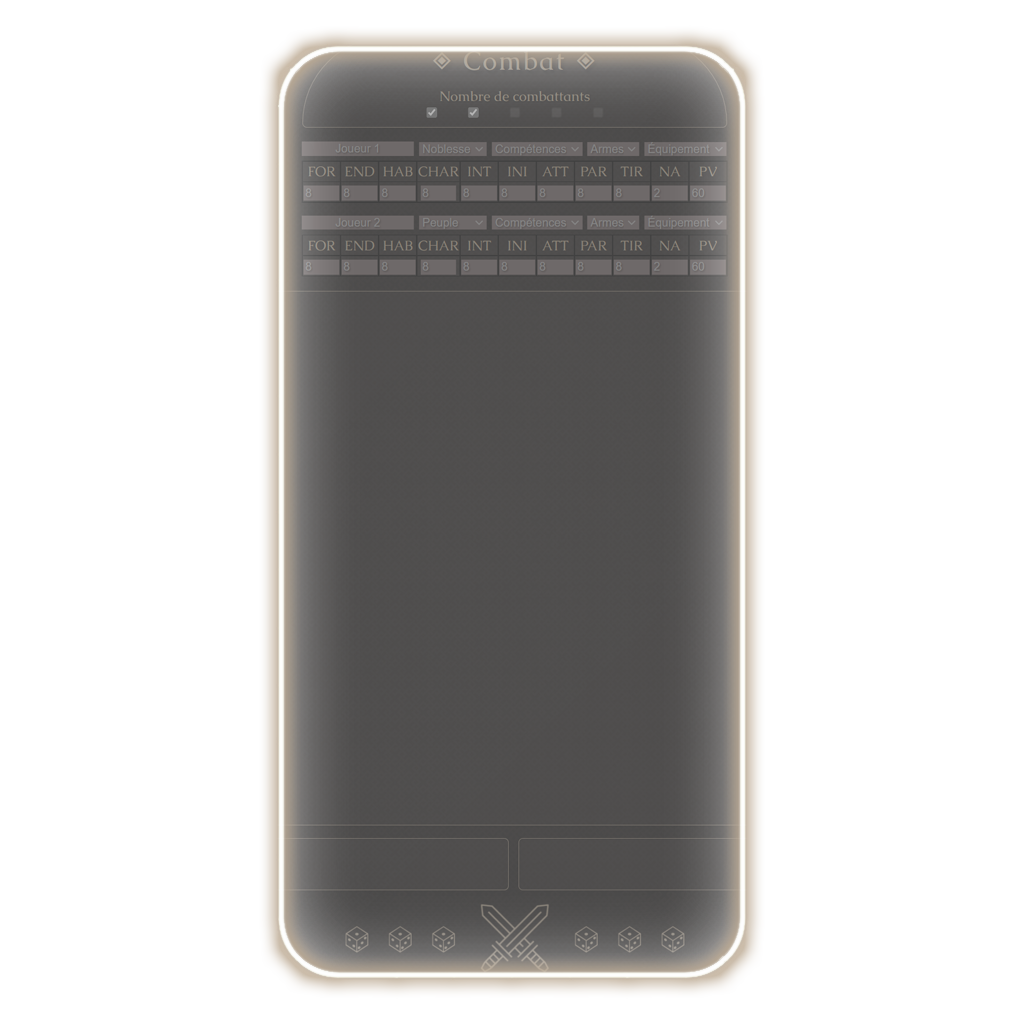 Combat
Nombre de combattants
Joueur 1 Noblesse Compétences Armes Équipement
FOR END HAB CHAR INT INI ATT PAR TIR NA PV
8 8 8 8 8 8 8 8 8 2 60
Joueur 2 Peuple Compétences Armes Équipement
FOR END HAB CHAR INT INI ATT PAR TIR NA PV
8 8 8 8 8 8 8 8 8 2 60